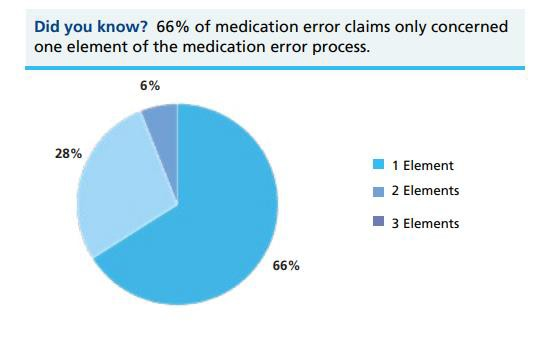 Did you know? 66% of medication error claims only concerned
one element of the medication error process.
6%
28%
66%
1 Element
2 Elements
3 Elements